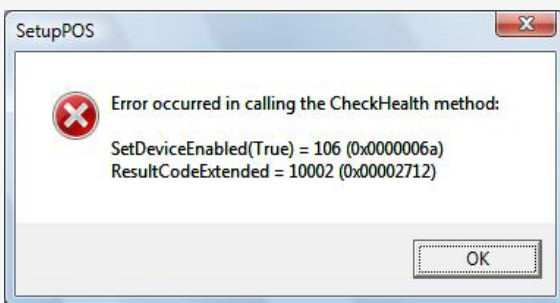 SetupPOS
Error occurred in calling the CheckHealth method:
SetDeviceEnabled(True) = 106 (0x0000006a)
ResultCodeExtended = 10002 (0x00002712)
OK